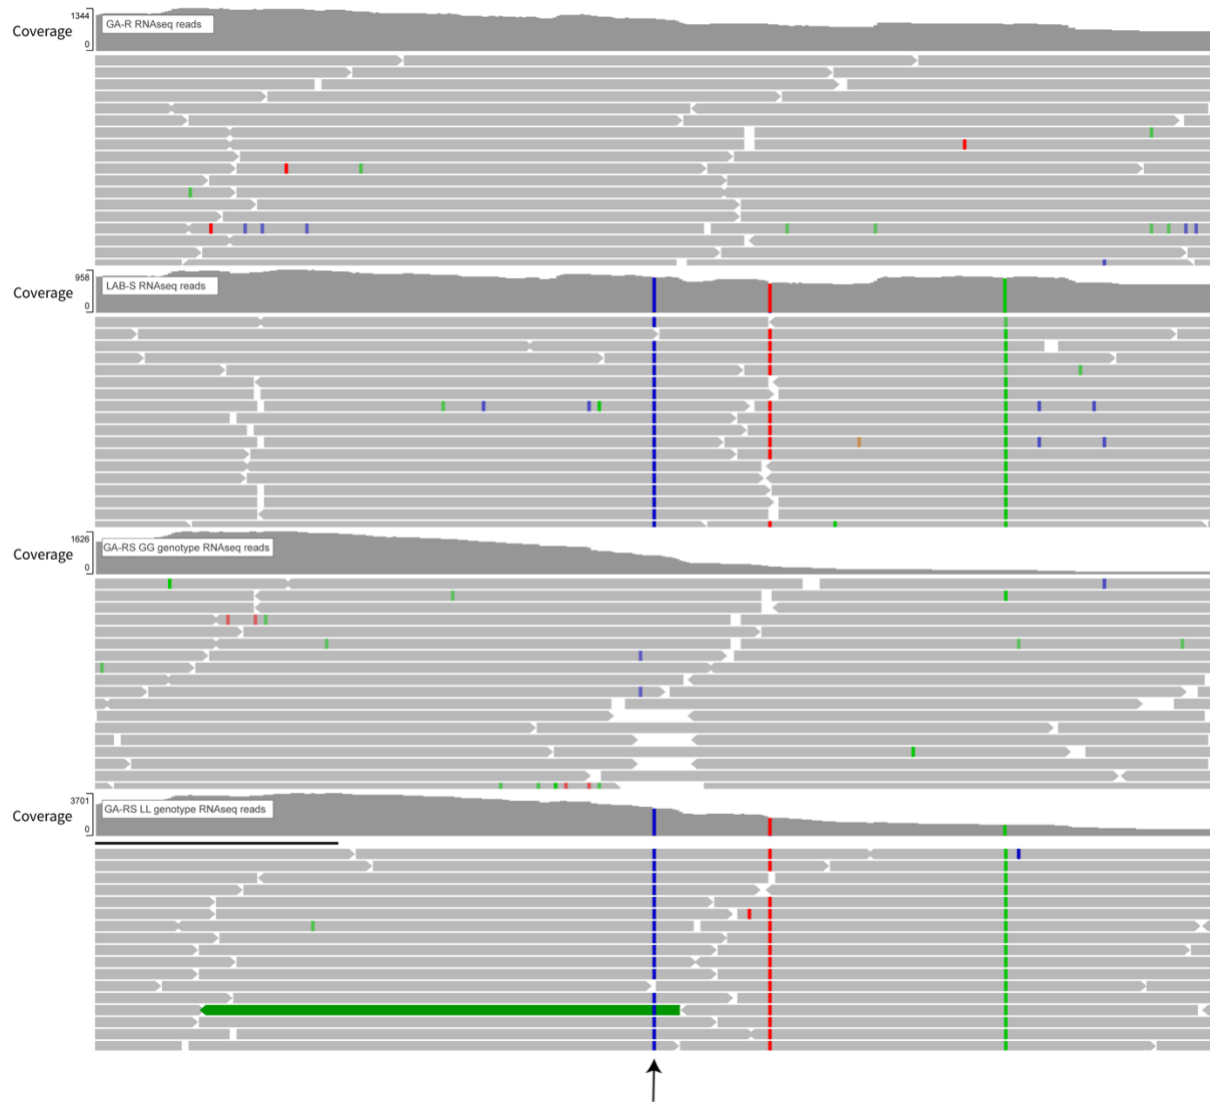 1344
GA-R RNAseq reads
Coverage
0
958
LAB-S RNAseq reads
Coverage
0
1626
GA-RS GG genotype RNAseq reads
Coverage
0
3701
GA-RS LL genotype RNAseq reads
Coverage
0